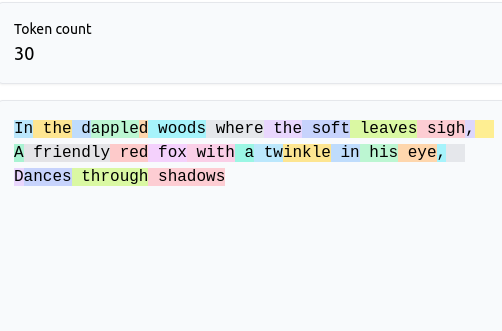 Token count
30
In the dappled woods where the soft leaves sigh,
A friendly red fox with a twinkle in his eye,
Dances through shadows